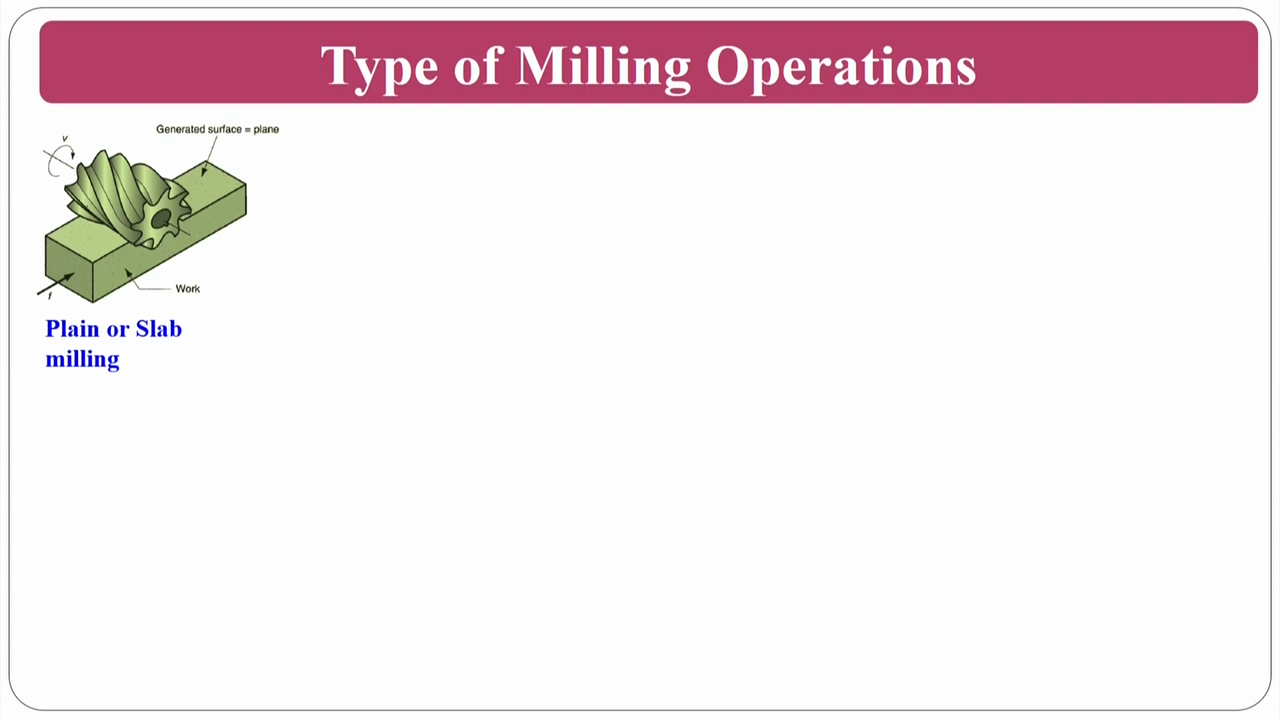 Type of Milling Operations
Generated surface = plane
v
Work
f
Plain or Slab
milling